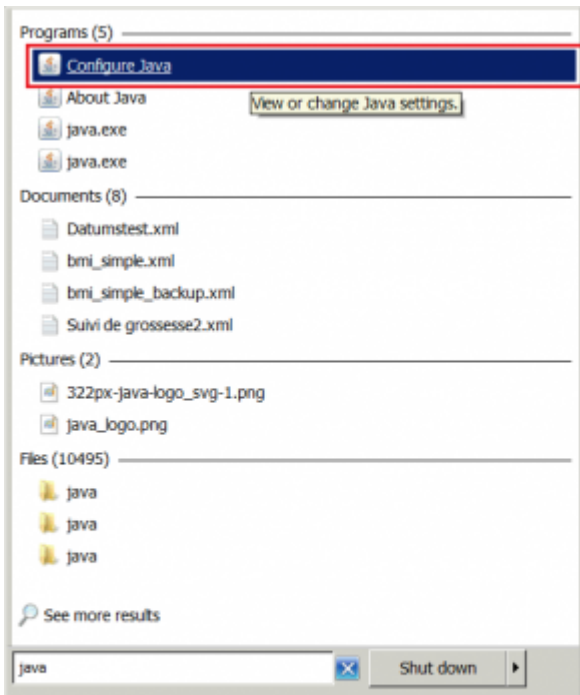 Programs (5)
Configure Java
About Java
View or change Java settings.
java.exe
java.exe
Documents (8)
Datumstest.xml
bmi_simple.xml
bmi_simple_backup.xml
Suivi de grossesse2.xml
Pictures (2)
322px-java-logo_svg-1.png
java_logo.png
Files (10495)
java
java
java
See more results
java
Shut down